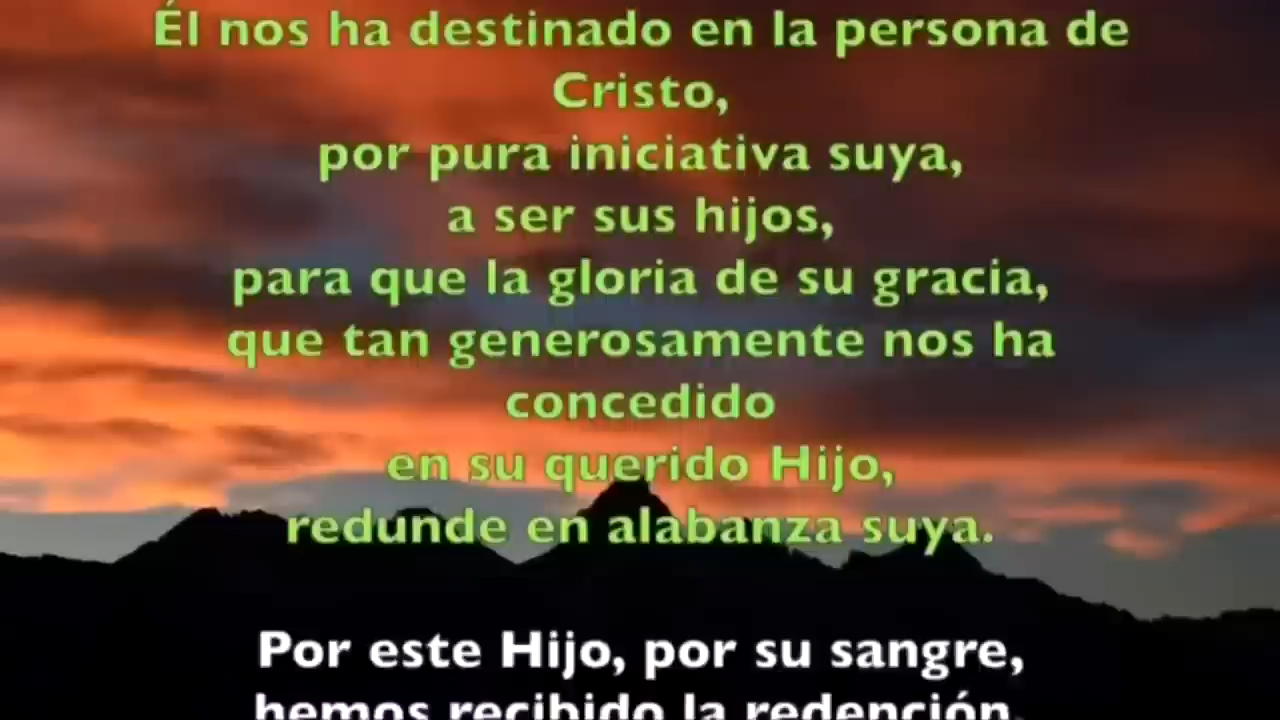 Él nos ha destinado en la persona de
Cristo,
por pura iniciativa suya,
a ser sus hijos,
para que la gloria de su gracia,
que tan generosamente nos ha
concedido
en su querido Hijo,
redunde en alabanza suya.
Por este Hijo, por su sangre,
hemos recibido la redención,